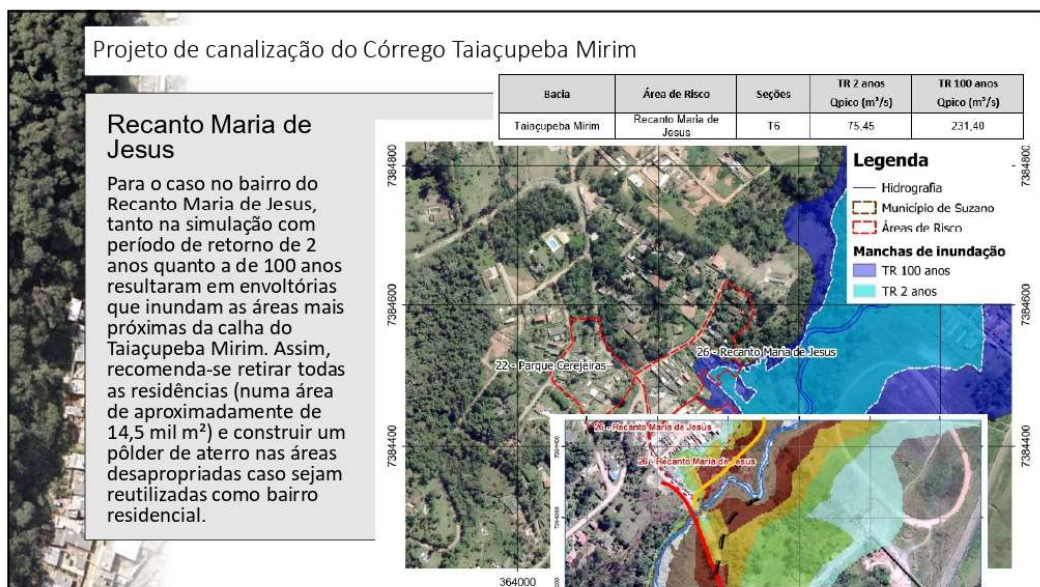 Projeto de canalização do Córrego Taiaçupeba Mirim
Bacia Área de Risco Seções TR 2 anos Qpico (m³/s) TR 100 anos Qpico (m³/s)
Taiaçupeba Mirim Recanto Maria de Jesus T6 75,45 231,40
Recanto Maria de
Jesus
Para o caso no bairro do
Recanto Maria de Jesus,
tanto na simulação com
período de retorno de 2
anos quanto a de 100 anos
resultaram em envoltórias
que inundam as áreas mais
próximas da calha do
Taiaçupeba Mirim. Assim,
recomenda-se retirar todas
as residências (numa área
de aproximadamente de
14,5 mil m²) e construir um
pôlder de aterro nas áreas
desapropriadas caso sejam
reutilizadas como bairro
residencial.
7384800
7384600
7384400
Legenda
Hidrografia
Município de Suzano
Áreas de Risco
Manchas de inundação
TR 100 anos
TR 2 anos
7384800
7384600
7384400
22 - Parque Cerejeiras
26 - Recanto Maria de Jesus
26 - Recanto Maria de Jesus
26 - Recanto Maria de Jesus
364000